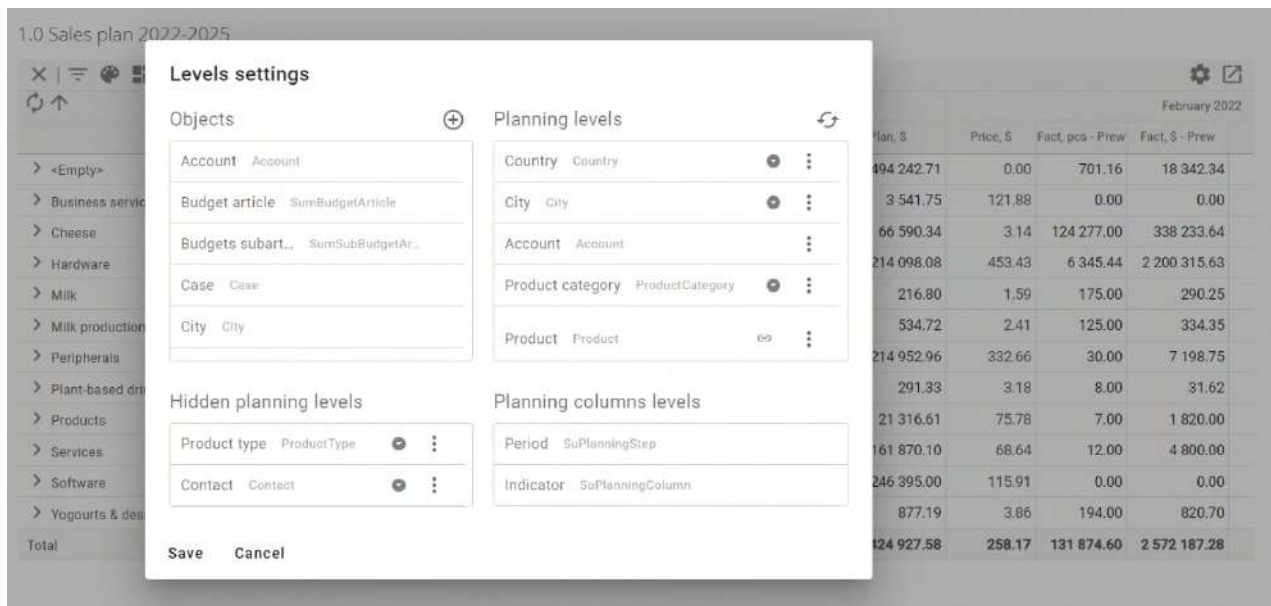 1.0 Sales plan 2022-2025
Levels settings
Objects
Account Account
Budget article SumBudgetArticle
Budgets subart... SumSubBudgetAr...
Case Case
City City
Planning levels
Country Country
City City
Account Account
Product category ProductCategory
Product Product
Hidden planning levels
Product type ProductType
Contact Contact
Planning columns levels
Period SuPlanningStep
Indicator SuPlanningColumn
Save Cancel
February 2022
Plan, $ Price, $ Fact, pcs - Prew Fact, $ - Prew
<Empty> 494 242.71 0.00 701.16 18 342.34
Business servic 3 541.75 121.88 0.00 0.00
Cheese 66 590.34 3.14 124 277.00 338 233.64
Hardware 214 098.08 453.43 6 345.44 2 200 315.63
Milk 216.80 1.59 175.00 290.25
Milk production 534.72 2.41 125.00 334.35
Peripherals 214 952.96 332.66 30.00 7 198.75
Plant-based dri 291.33 3.18 8.00 31.62
Products 21 316.61 75.78 7.00 1 820.00
Services 161 870.10 68.64 12.00 4 800.00
Software 246 395.00 115.91 0.00 0.00
Yogourts & des 877.19 3.86 194.00 820.70
Total 424 927.58 258.17 131 874.60 2 572 187.28